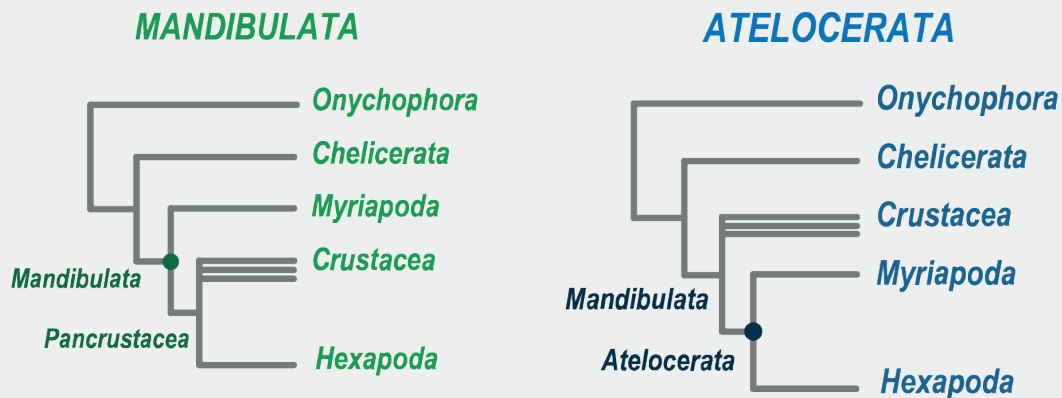 MANDIBULATA
Onychophora
Chelicerata
Myriapoda
Crustacea
Mandibulata
Pancrustacea
Hexapoda
ATELOCERATA
Onychophora
Chelicerata
Crustacea
Myriapoda
Mandibulata
Atelocerata
Hexapoda